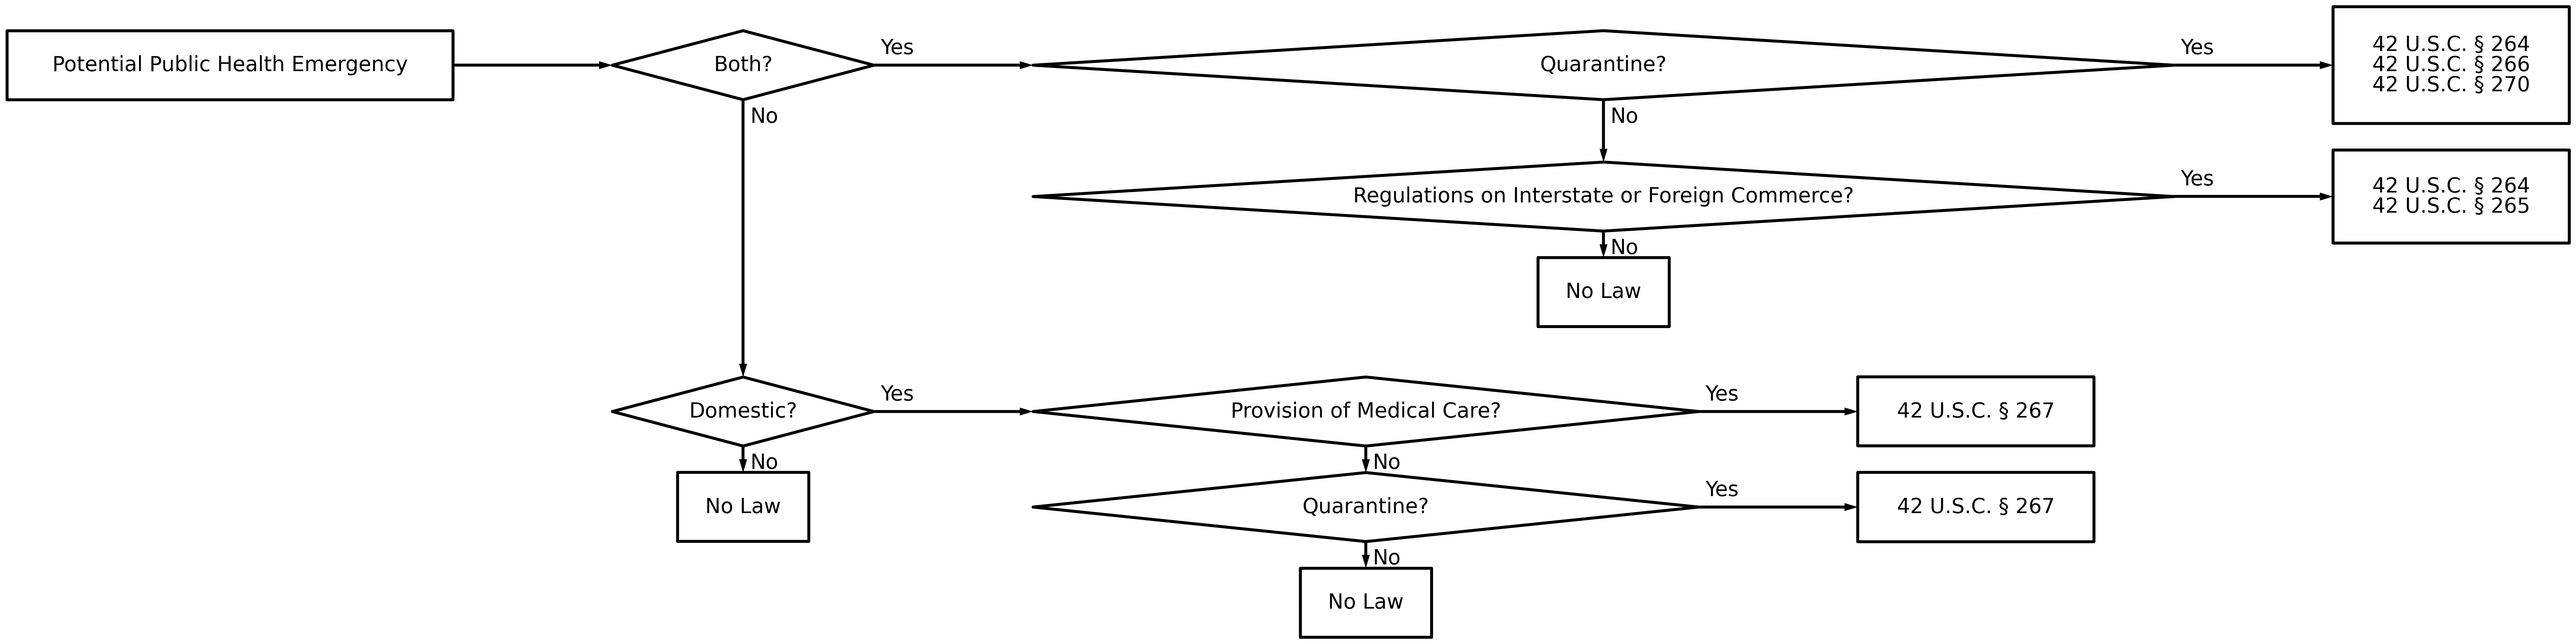 Potential Public Health Emergency
Both?
Yes
Quarantine?
Yes
42 U.S.C. § 264
42 U.S.C. § 266
42 U.S.C. § 270
No
No
Regulations on Interstate or Foreign Commerce?
Yes
42 U.S.C. § 264
42 U.S.C. § 265
No
No Law
Domestic?
Yes
Provision of Medical Care?
Yes
42 U.S.C. § 267
No
No
No Law
Quarantine?
Yes
42 U.S.C. § 267
No
No Law